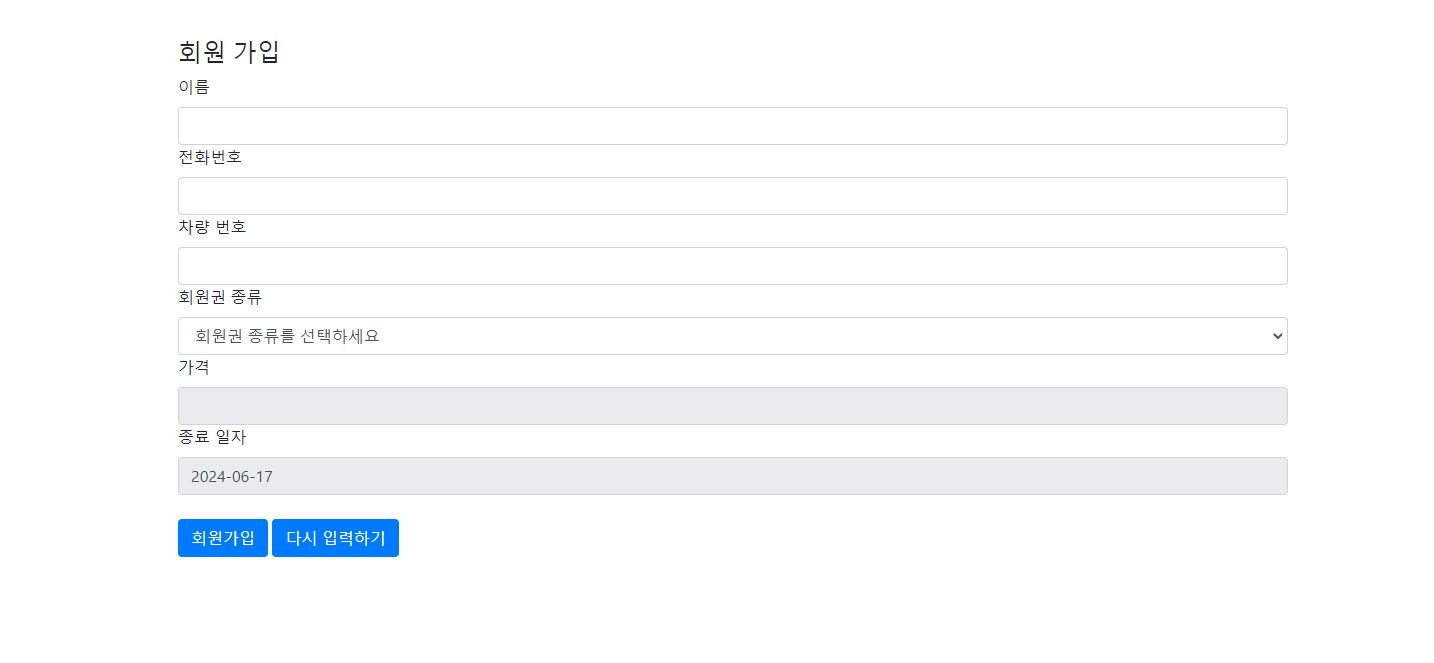 회원 가입
이름
전화번호
차량 번호
회원권 종류
회원권 종류를 선택하세요
가격
종료 일자
2024-06-17
회원가입 다시 입력하기